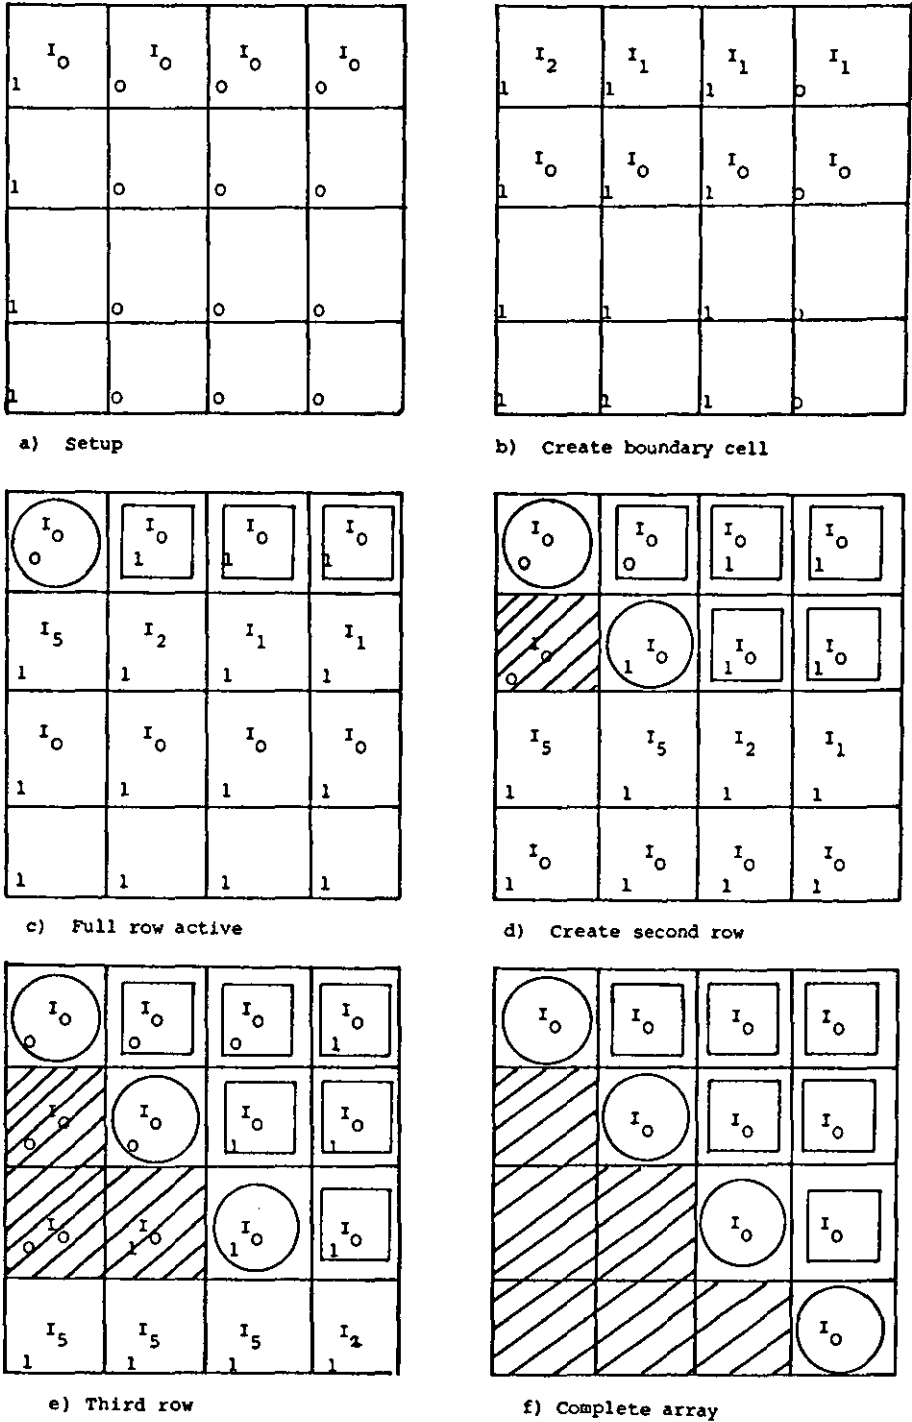 I₀ I₀ I₀ I₀
1 0 0 0
1 0 0 0
1 0 0 0
1 0 0 0
a) Setup
I₂ I₁ I₁ I₁
1 1 1 0
I₀ I₀ I₀ I₀
1 1 1 0
1 1 1
1 1 1 0
b) Create boundary cell
I₀ I₀ I₀ I₀
0 1 1 1
I₅ I₂ I₁ I₁
1 1 1 1
I₀ I₀ I₀ I₀
1 1 1 1
1 1 1 1
c) Full row active
I₀ I₀ I₀ I₀
0 0 1 1
I₀ I₀ I₀ I₀
0 1 1 1
I₅ I₅ I₂ I₁
1 1 1 1
I₀ I₀ I₀ I₀
1 1 1 1
d) Create second row
I₀ I₀ I₀ I₀
0 0 0 1
I₀ I₀ I₀ I₀
0 0 1 1
I₀ I₀ I₀ I₀
0 1 1 1
I₅ I₅ I₅ I₂
1 1 1 1
e) Third row
I₀ I₀ I₀ I₀
I₀ I₀ I₀
I₀ I₀
I₀
f) Complete array